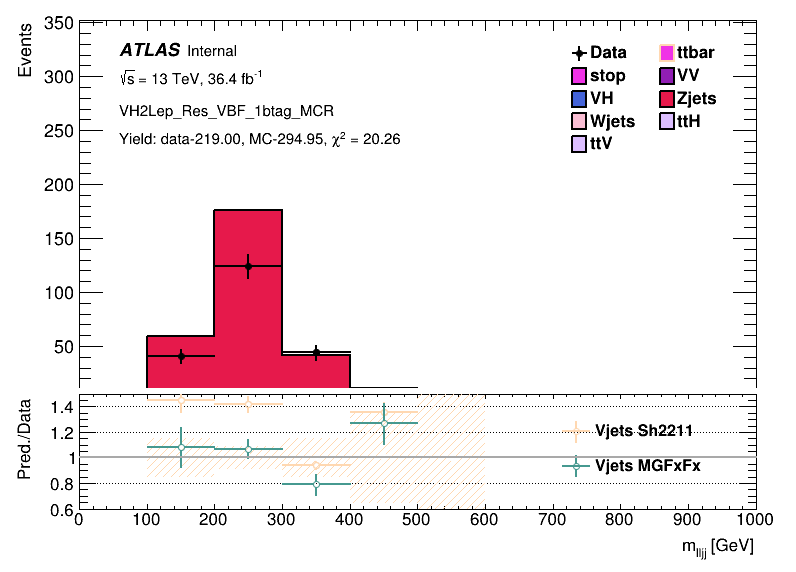 Events
350
300
250
200
150
100
50
ATLAS Internal
√s = 13 TeV, 36.4 fb⁻¹
VH2Lep_Res_VBF_1btag_MCR
Yield: data-219.00, MC-294.95, χ² = 20.26
Data ttbar
stop VV
VH Zjets
Wjets ttH
ttV
Pred./Data
1.4
1.2
1
0.8
0.6
Vjets Sh2211
Vjets MGFxFx
0 100 200 300 400 500 600 700 800 900 1000
m_lljj [GeV]